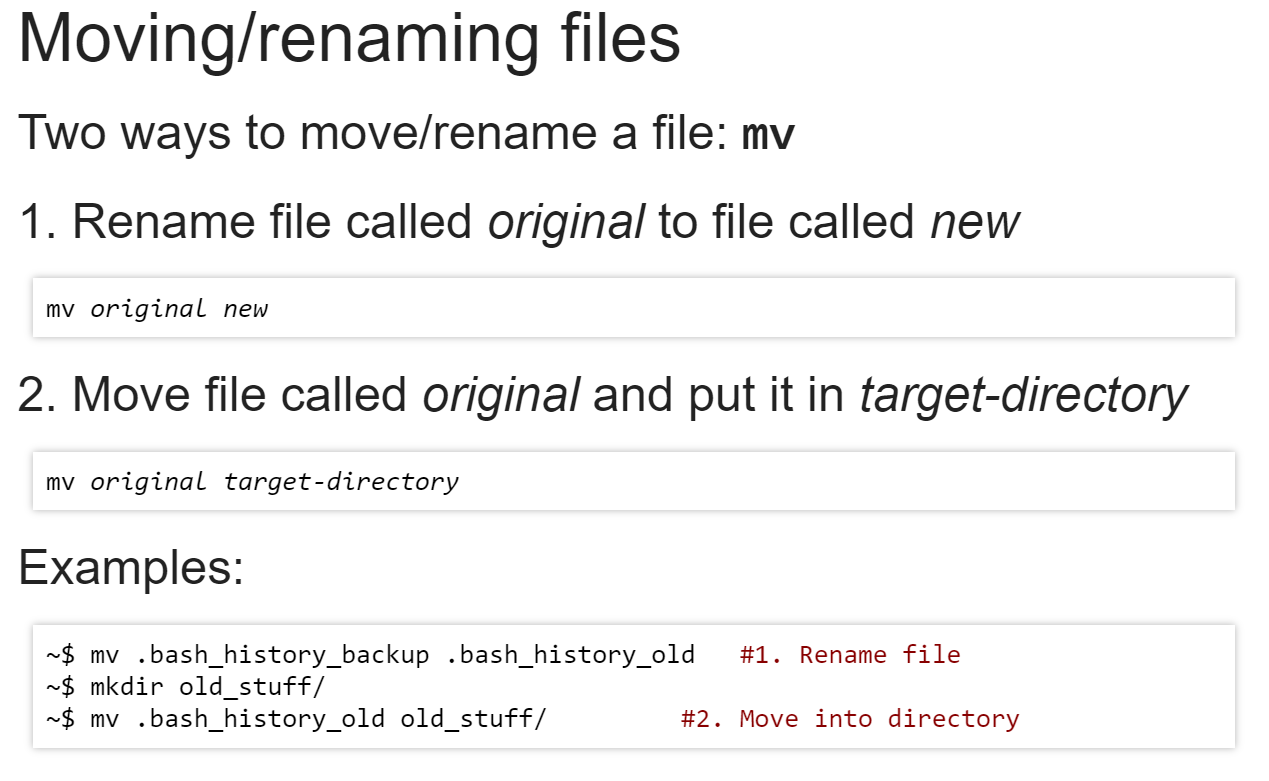 Moving/renaming files
Two ways to move/rename a file: mv
1. Rename file called original to file called new
mv original new
2. Move file called original and put it in target-directory
mv original target-directory
Examples:
~$ mv .bash_history_backup .bash_history_old   #1. Rename file
~$ mkdir old_stuff/
~$ mv .bash_history_old old_stuff/         #2. Move into directory